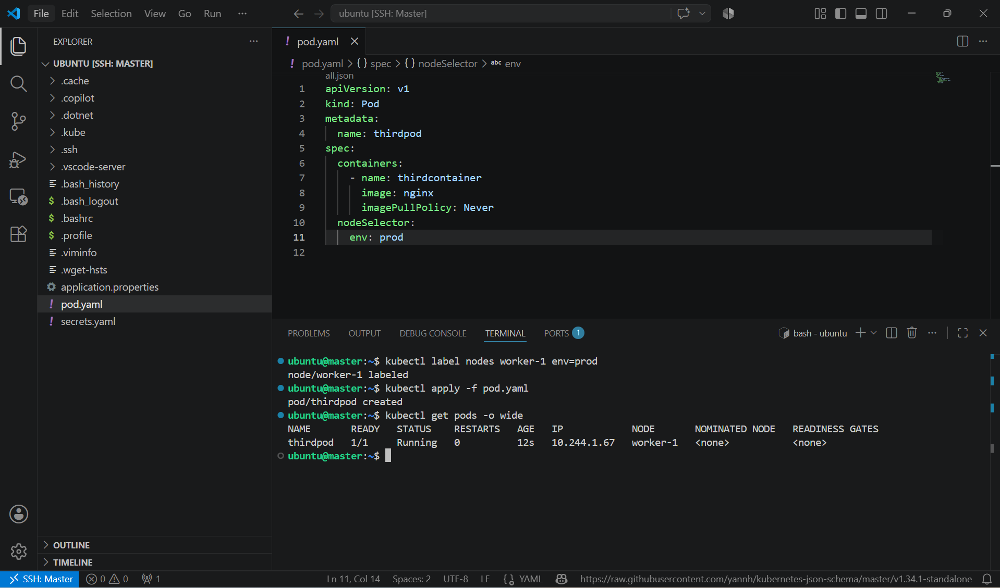 File Edit Selection View Go Run ··· ubuntu [SSH: Master]
EXPLORER ···
UBUNTU [SSH: MASTER]
.cache
.copilot
.dotnet
.kube
.ssh
.vscode-server
.bash_history
$ .bash_logout
$ .bashrc
$ .profile
.viminfo
.wget-hsts
application.properties
! pod.yaml
! secrets.yaml
OUTLINE
TIMELINE
! pod.yaml
! pod.yaml > {} spec > {} nodeSelector > abc env
all.json
1 apiVersion: v1
2 kind: Pod
3 metadata:
4   name: thirdpod
5 spec:
6   containers:
7     - name: thirdcontainer
8       image: nginx
9       imagePullPolicy: Never
10   nodeSelector:
11     env: prod
12
PROBLEMS OUTPUT DEBUG CONSOLE TERMINAL PORTS 1 bash - ubuntu
ubuntu@master:~$ kubectl label nodes worker-1 env=prod
node/worker-1 labeled
ubuntu@master:~$ kubectl apply -f pod.yaml
pod/thirdpod created
ubuntu@master:~$ kubectl get pods -o wide
NAME READY STATUS RESTARTS AGE IP NODE NOMINATED NODE READINESS GATES
thirdpod 1/1 Running 0 12s 10.244.1.67 worker-1 <none> <none>
ubuntu@master:~$
SSH: Master 0 0 1 Ln 11, Col 14 Spaces: 2 UTF-8 LF {} YAML https://raw.githubusercontent.com/yannh/kubernetes-json-schema/master/v1.34.1-standalone